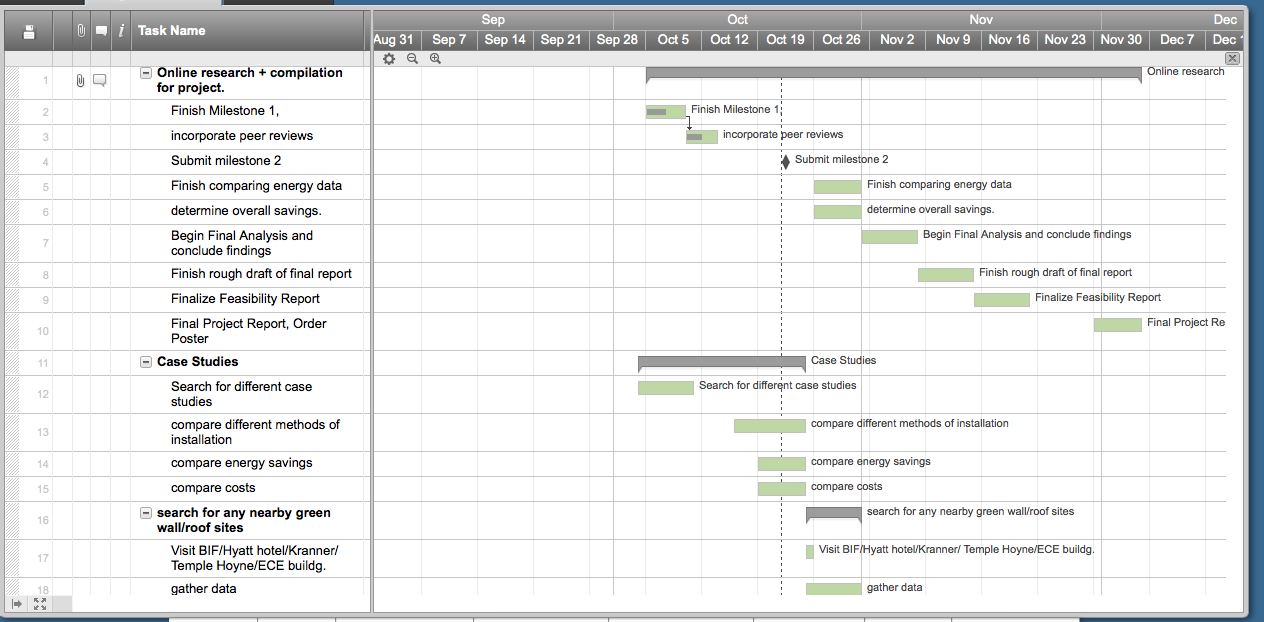 Sep Oct Nov Dec
Task Name
Aug 31 Sep 7 Sep 14 Sep 21 Sep 28 Oct 5 Oct 12 Oct 19 Oct 26 Nov 2 Nov 9 Nov 16 Nov 23 Nov 30 Dec 7 Dec
1 Online research + compilation
for project.
Online research
2 Finish Milestone 1, Finish Milestone 1,
3 incorporate peer reviews incorporate peer reviews
4 Submit milestone 2 Submit milestone 2
5 Finish comparing energy data Finish comparing energy data
6 determine overall savings. determine overall savings.
7 Begin Final Analysis and
conclude findings
Begin Final Analysis and conclude findings
8 Finish rough draft of final report Finish rough draft of final report
9 Finalize Feasibility Report Finalize Feasibility Report
10 Final Project Report, Order
Poster
Final Project Re
11 Case Studies Case Studies
12 Search for different case
studies
Search for different case studies
13 compare different methods of
installation
compare different methods of installation
14 compare energy savings compare energy savings
15 compare costs compare costs
16 search for any nearby green
wall/roof sites
search for any nearby green wall/roof sites
17 Visit BIF/Hyatt hotel/Kranner/
Temple Hoyne/ECE buildg.
Visit BIF/Hyatt hotel/Kranner/ Temple Hoyne/ECE buildg.
18 gather data gather data